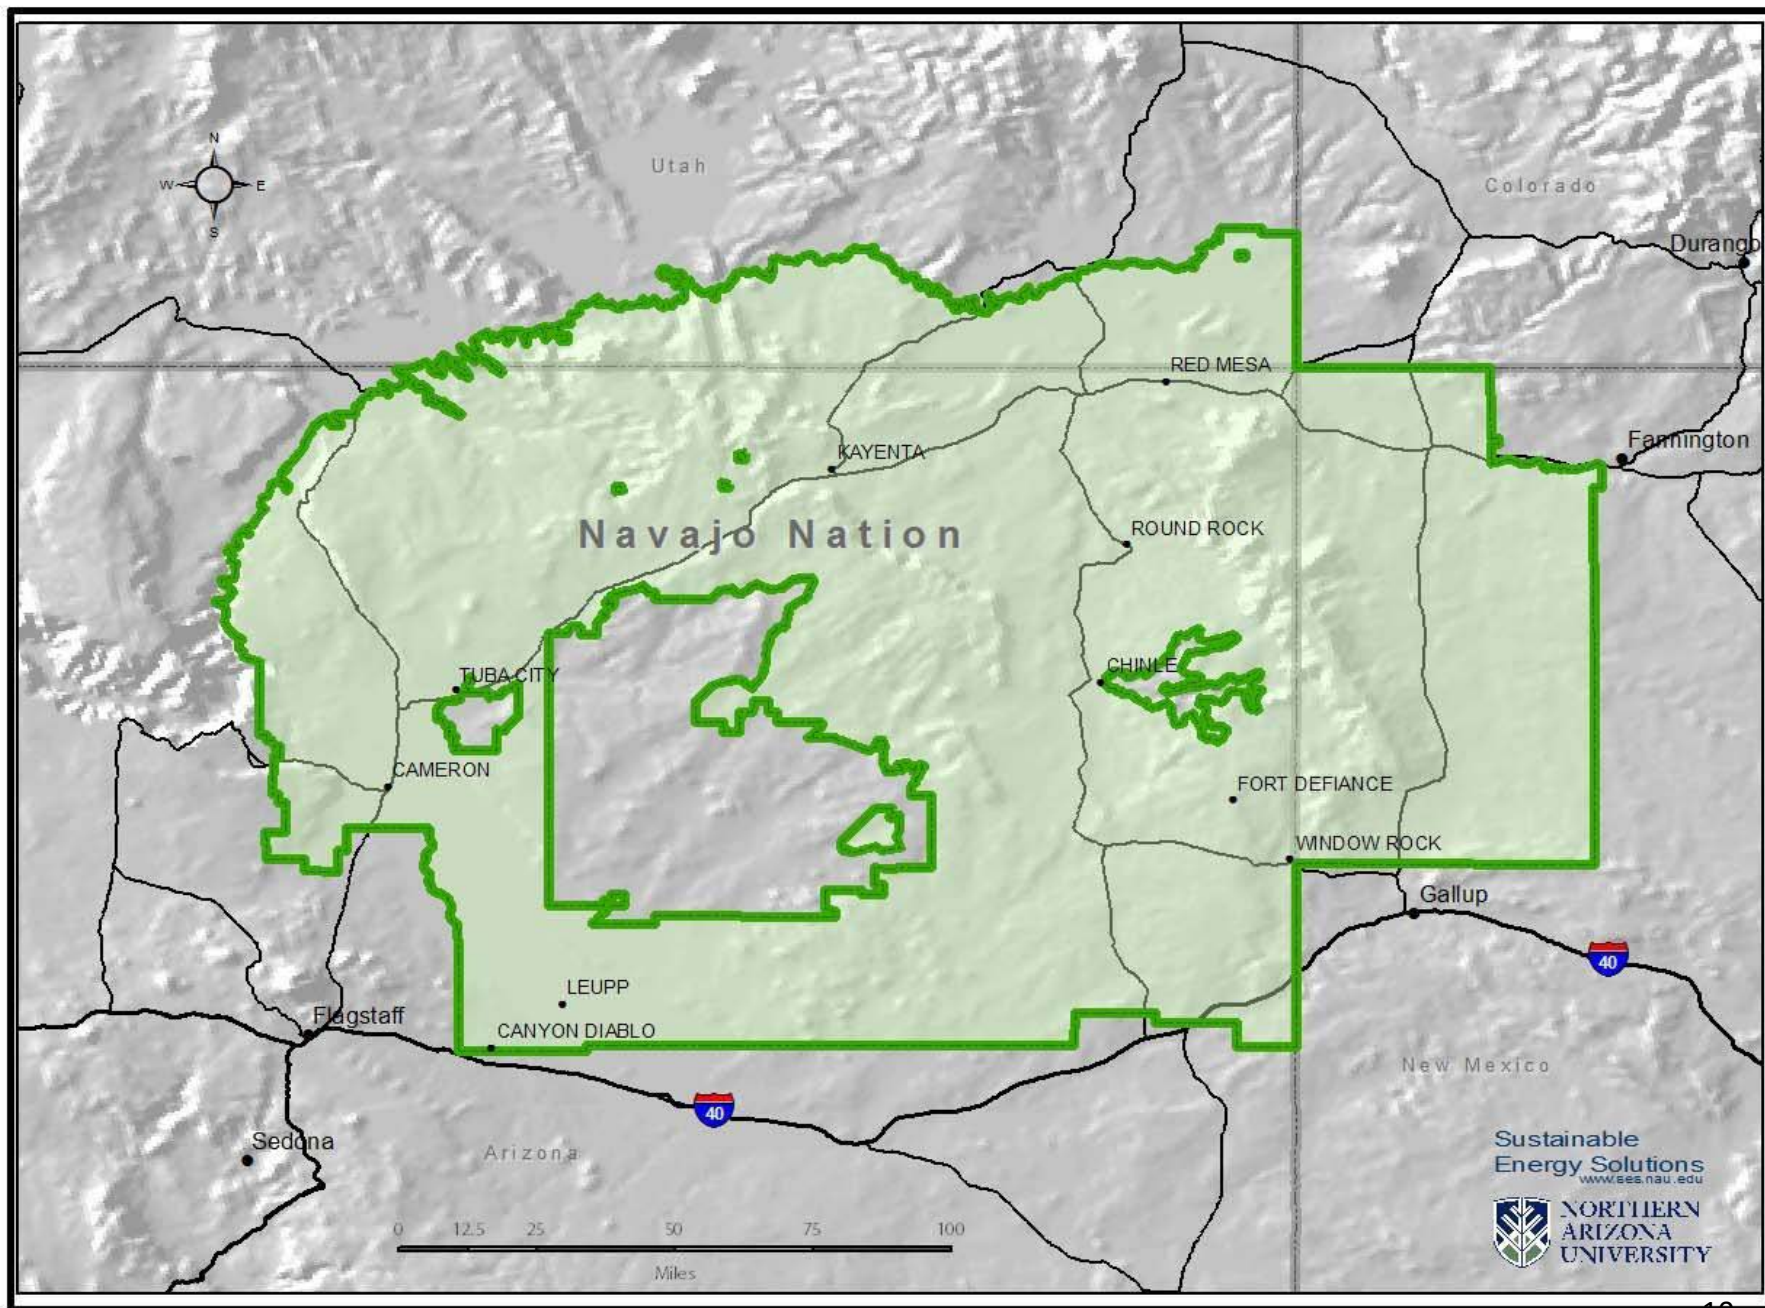 N
W E
S
Utah
Colorado
Durango
RED MESA
Farmington
KAYENTA
Navajo Nation
ROUND ROCK
TUBA CITY
CHINLE
CAMERON
FORT DEFIANCE
WINDOW ROCK
Gallup
40
LEUPP
Flagstaff
CANYON DIABLO
New Mexico
40
Sedona
Arizona
Sustainable
Energy Solutions
www.ses.nau.edu
NORTHERN
ARIZONA
UNIVERSITY
0 12.5 25 50 75 100
Miles